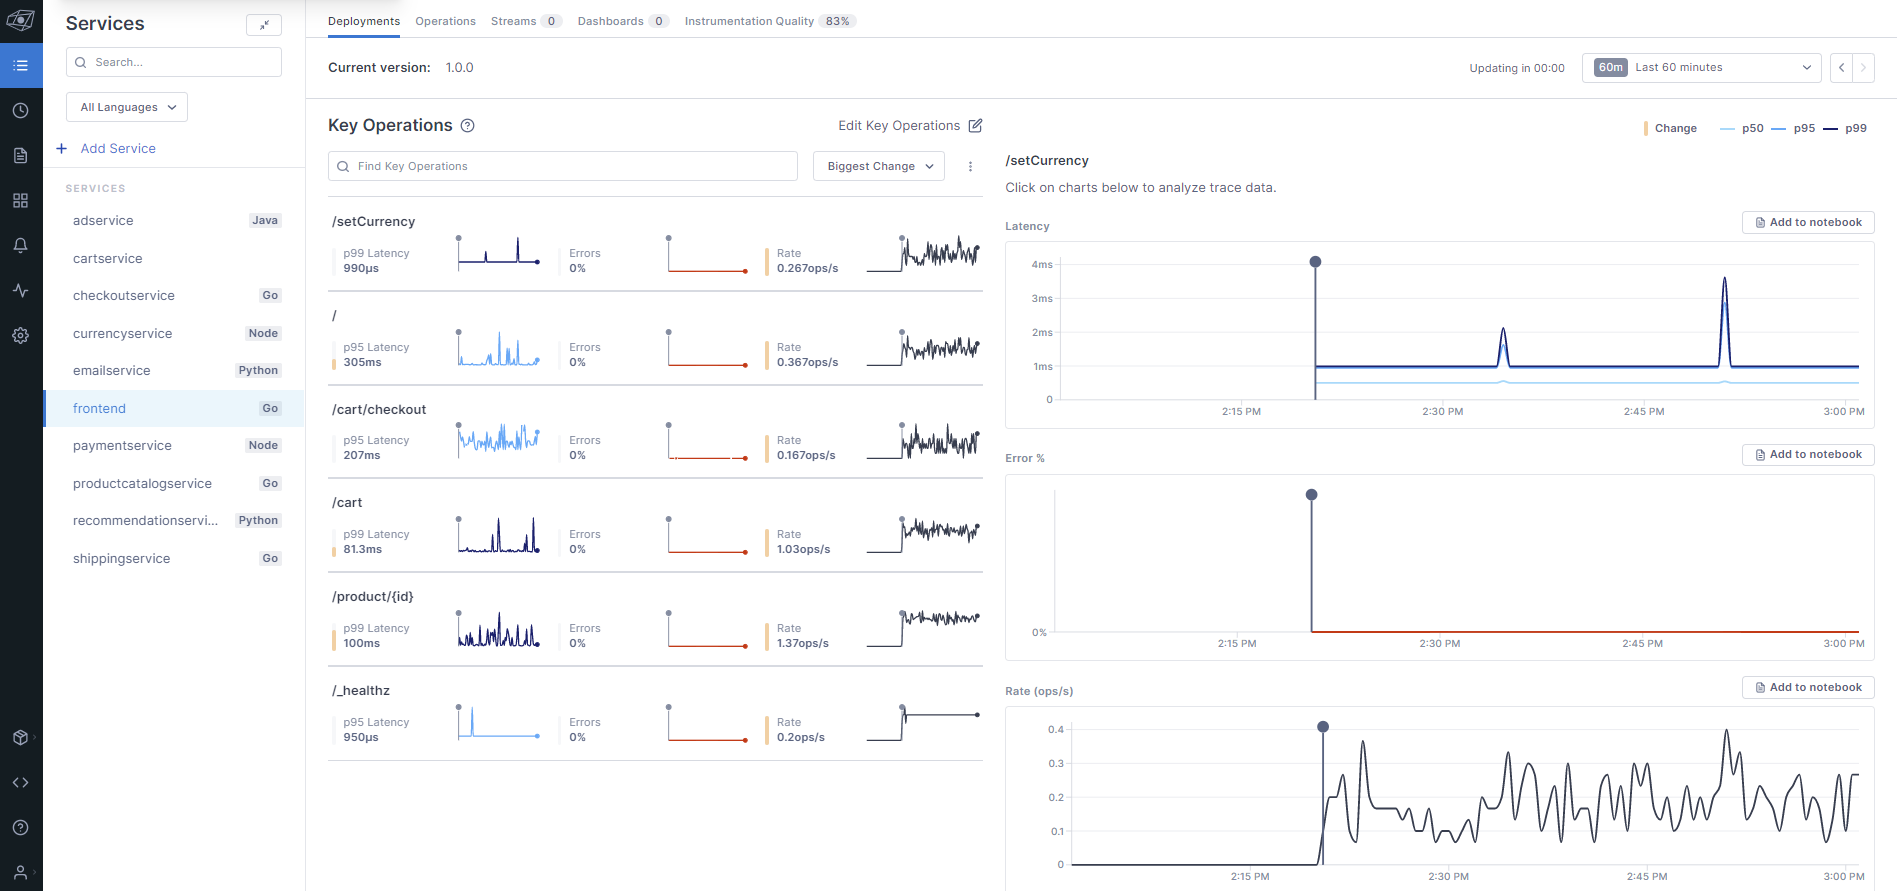 Services
Search...
All Languages
+ Add Service
SERVICES
adservice Java
cartservice
checkoutservice Go
currencyservice Node
emailservice Python
frontend Go
paymentservice Node
productcatalogservice Go
recommendationservi... Python
shippingservice Go
Deployments Operations Streams 0 Dashboards 0 Instrumentation Quality 83%
Current version: 1.0.0
Updating in 00:00 60m Last 60 minutes
Key Operations
Edit Key Operations
Find Key Operations
Biggest Change
/setCurrency
p99 Latency Errors Rate
990µs 0% 0.267ops/s
/
p95 Latency Errors Rate
305ms 0% 0.367ops/s
/cart/checkout
p95 Latency Errors Rate
207ms 0% 0.167ops/s
/cart
p99 Latency Errors Rate
81.3ms 0% 1.03ops/s
/product/{id}
p99 Latency Errors Rate
100ms 0% 1.37ops/s
/_healthz
p95 Latency Errors Rate
950µs 0% 0.2ops/s
Change p50 p95 p99
/setCurrency
Click on charts below to analyze trace data.
Latency
Add to notebook
4ms
3ms
2ms
1ms
0
2:15 PM 2:30 PM 2:45 PM 3:00 PM
Error %
Add to notebook
0%
2:15 PM 2:30 PM 2:45 PM 3:00 PM
Rate (ops/s)
Add to notebook
0.4
0.3
0.2
0.1
0
2:15 PM 2:30 PM 2:45 PM 3:00 PM